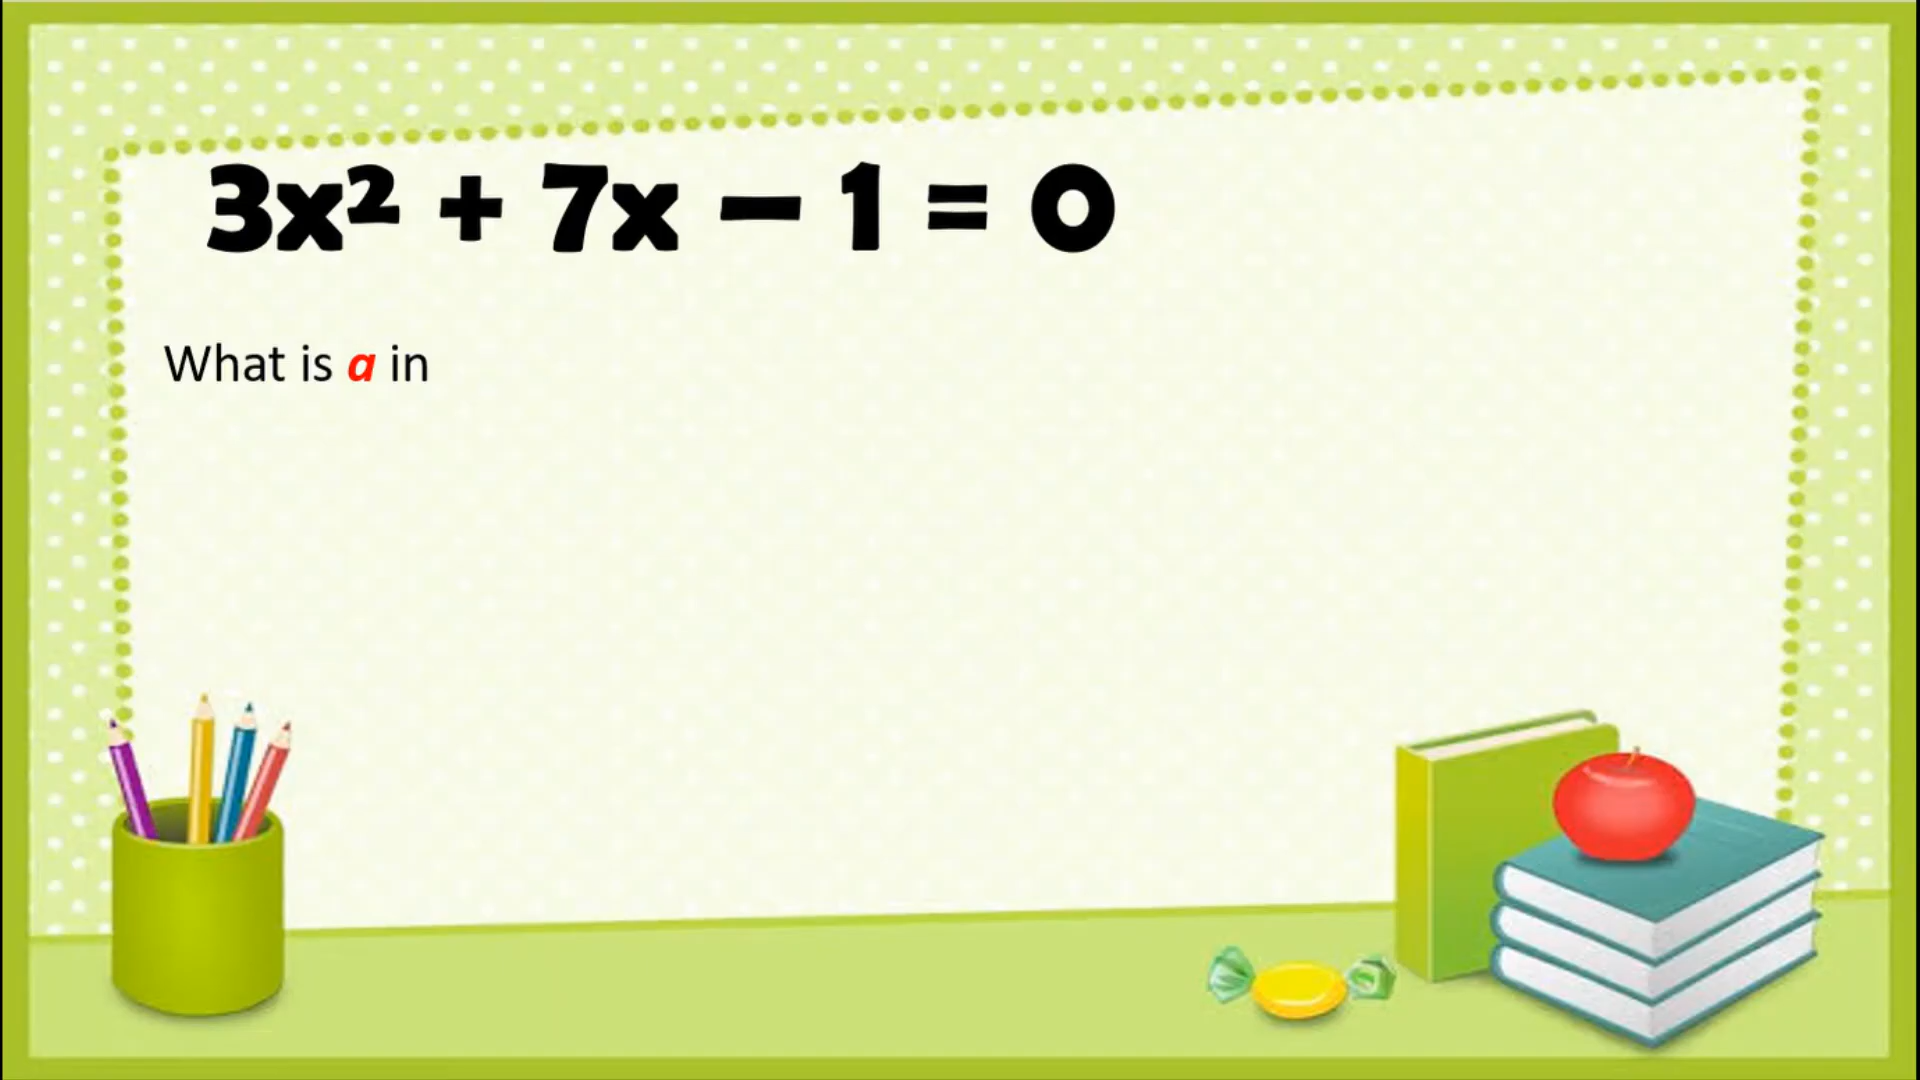 3x² + 7x – 1 = 0
What is a in